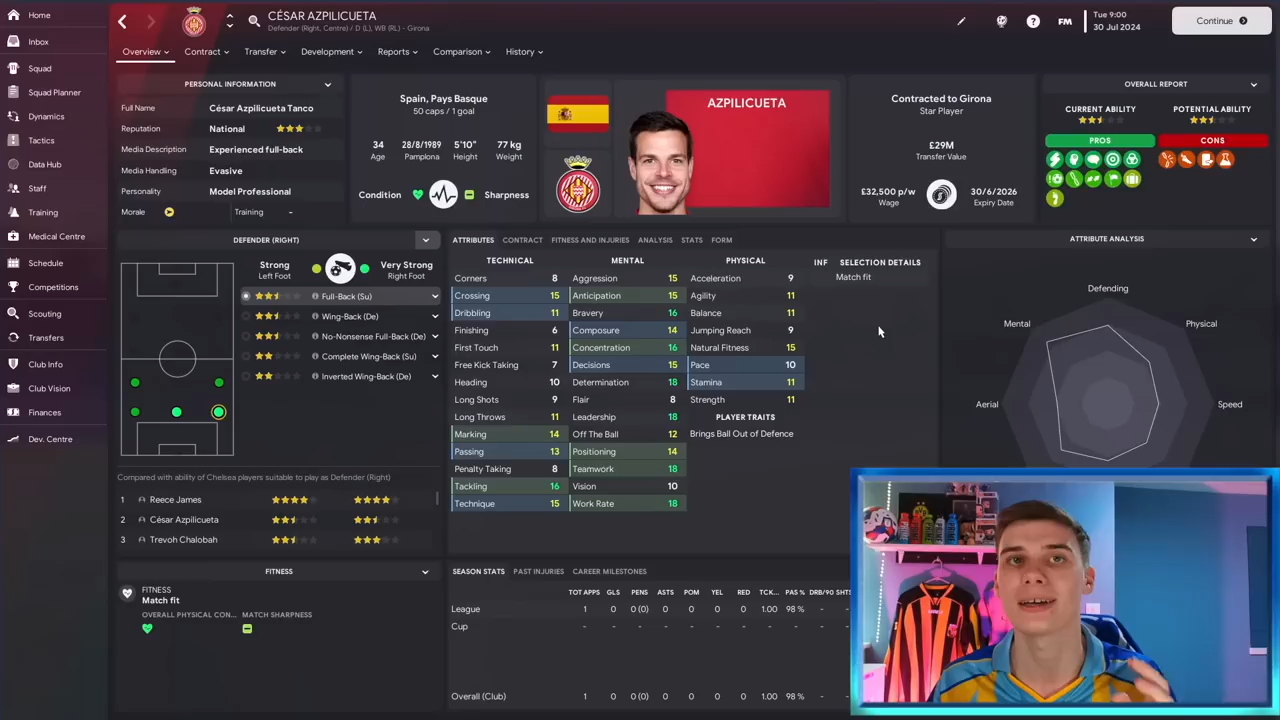 Home
Inbox
Squad
Squad Planner
Dynamics
Tactics
Data Hub
Staff
Training
Medical Centre
Schedule
Competitions
Scouting
Transfers
Club Info
Club Vision
Finances
Dev. Centre
CÉSAR AZPILICUETA
Defender (Right, Centre) / D (L), WB (RL) - Girona
FM
Tue 9:00
30 Jul 2024
Continue
Overview
Contract
Transfer
Development
Reports
Comparison
History
PERSONAL INFORMATION
Full Name César Azpilicueta Tanco
Reputation National
Media Description Experienced full-back
Media Handling Evasive
Personality Model Professional
Morale Training -
Spain, Pays Basque
50 caps / 1 goal
34 28/8/1989 5'10" 77 kg
Age Pamplona Height Weight
Condition Sharpness
AZPILICUETA
Contracted to Girona
Star Player
£29M
Transfer Value
£32,500 p/w 30/6/2026
Wage Expiry Date
OVERALL REPORT
CURRENT ABILITY POTENTIAL ABILITY
PROS CONS
DEFENDER (RIGHT)
Strong Very Strong
Left Foot Right Foot
Full-Back (Su)
Wing-Back (De)
No-Nonsense Full-Back (De)
Complete Wing-Back (Su)
Inverted Wing-Back (De)
Compared with ability of Chelsea players suitable to play as Defender (Right)
1 Reece James
2 César Azpilicueta
3 Trevoh Chalobah
ATTRIBUTES CONTRACT FITNESS AND INJURIES ANALYSIS STATS FORM
TECHNICAL MENTAL PHYSICAL
Corners 8 Aggression 15 Acceleration 9
Crossing 15 Anticipation 15 Agility 11
Dribbling 11 Bravery 16 Balance 11
Finishing 6 Composure 14 Jumping Reach 9
First Touch 11 Concentration 16 Natural Fitness 15
Free Kick Taking 7 Decisions 15 Pace 10
Heading 10 Determination 18 Stamina 11
Long Shots 9 Flair 8 Strength 11
Long Throws 11 Leadership 18 PLAYER TRAITS
Marking 14 Off The Ball 12 Brings Ball Out of Defence
Passing 13 Positioning 14
Penalty Taking 8 Teamwork 18
Tackling 16 Vision 10
Technique 15 Work Rate 18
INF SELECTION DETAILS
Match fit
ATTRIBUTE ANALYSIS
Defending
Mental Physical
Aerial Speed
FITNESS
FITNESS
Match fit
OVERALL PHYSICAL CON... MATCH SHARPNESS
SEASON STATS PAST INJURIES CAREER MILESTONES
TOT APPS GLS PENS ASTS POM YEL RED TCK... PAS % DRB/90 SHT
League 1 0 0 (0) 0 0 0 0 1.00 98 % -
Cup - - - - - - - - - -
Overall (Club) 1 0 0 (0) 0 0 0 0 1.00 98 % -